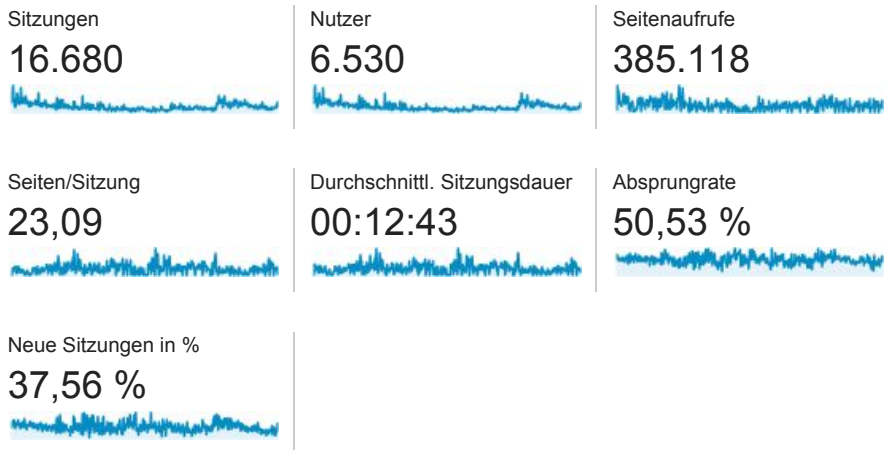 Sitzungen
16.680
Nutzer
6.530
Seitenaufrufe
385.118
Seiten/Sitzung
23,09
Durchschnittl. Sitzungsdauer
00:12:43
Absprungrate
50,53 %
Neue Sitzungen in %
37,56 %